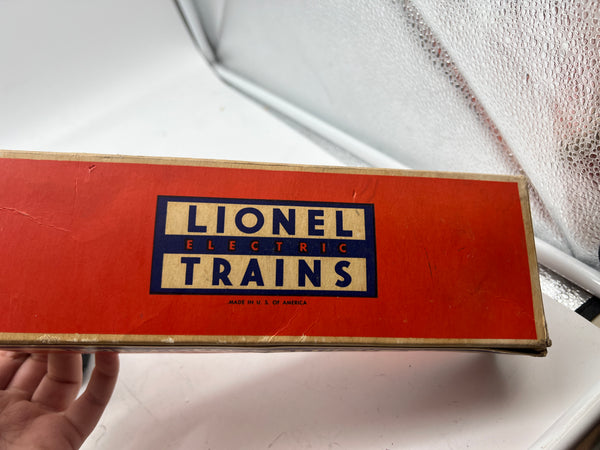 LIONEL
ELECTRIC
TRAINS
MADE IN U. S. OF AMERICA